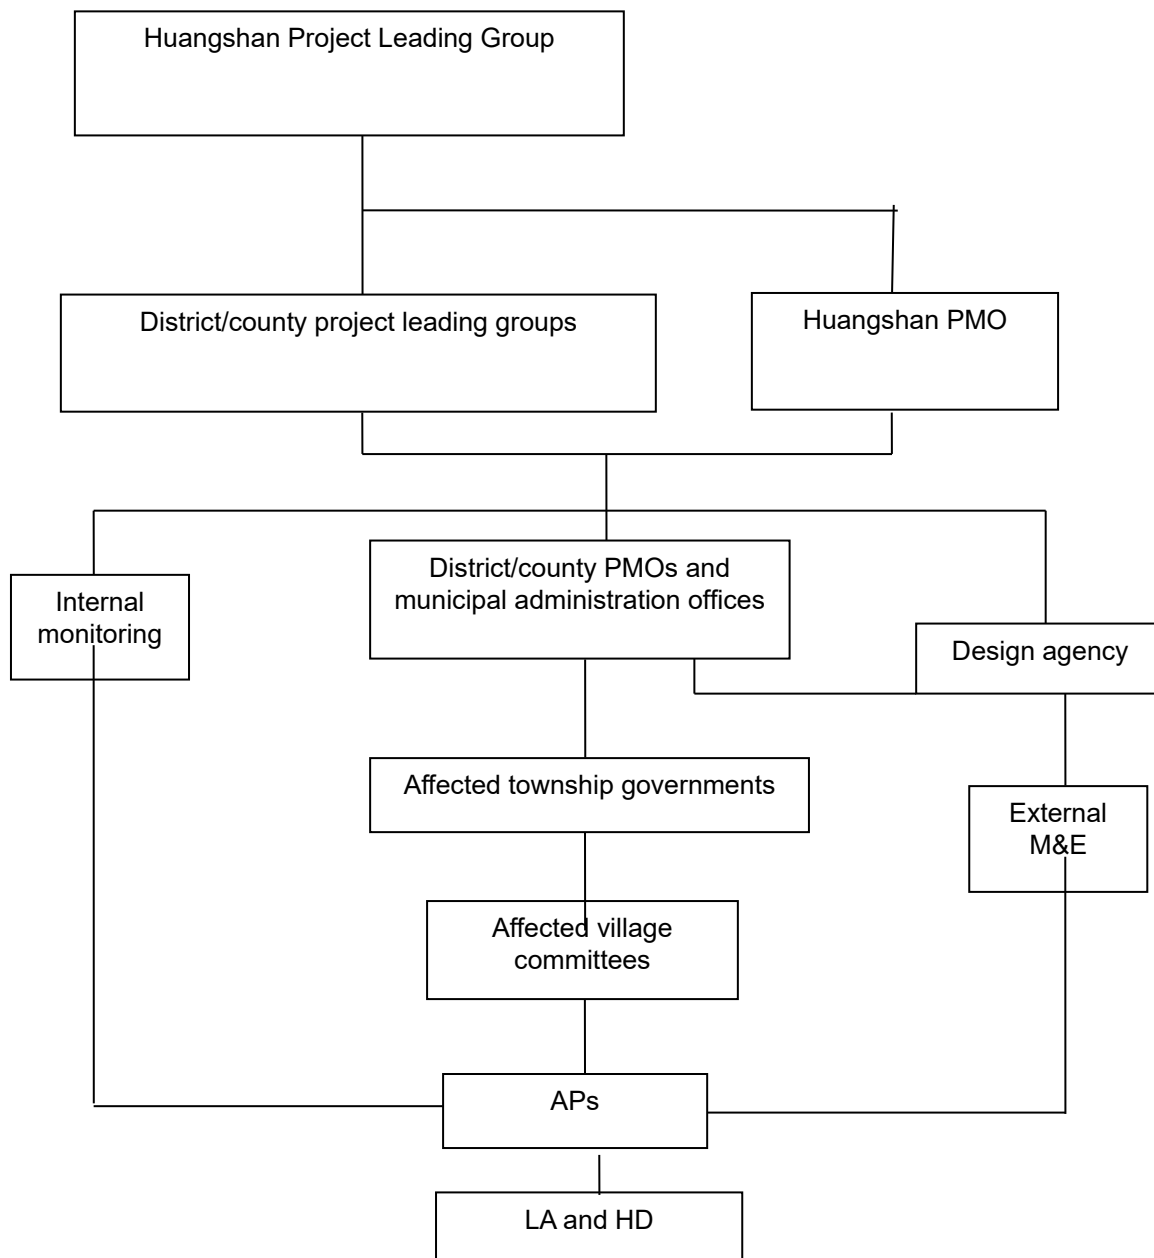 Huangshan Project Leading Group
District/county project leading groups
Huangshan PMO
District/county PMOs and
municipal administration offices
Internal
monitoring
Design agency
Affected township governments
External
M&E
Affected village
committees
APs
LA and HD